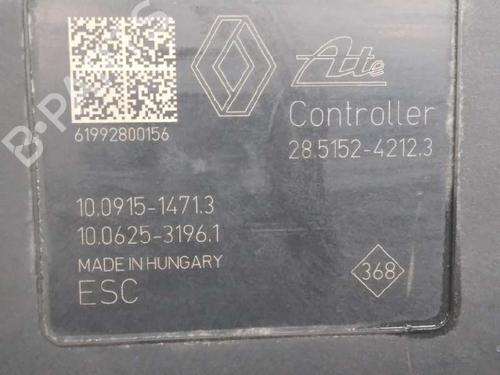 Ate
61992800156
Controller
28.5152-4212.3
10.0915-1471.3
10.0625-3196.1
MADE IN HUNGARY
ESC
368